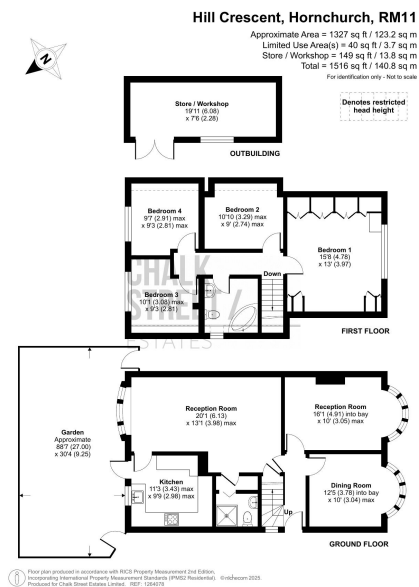 Hill Crescent, Hornchurch, RM11
Approximate Area = 1327 sq ft / 123.2 sq m
Limited Use Area(s) = 40 sq ft / 3.7 sq m
Store / Workshop = 149 sq ft / 13.8 sq m
Total = 1516 sq ft / 140.8 sq m
For identification only - Not to scale
N
Denotes restricted
head height
Store / Workshop
19'11 (6.08)
x 7'6 (2.28)
OUTBUILDING
Bedroom 4
9'7 (2.91) max
x 9'3 (2.81) max
Bedroom 2
10'10 (3.29) max
x 9' (2.74) max
Bedroom 1
15'8 (4.78)
x 13' (3.97)
Down
CHALK
STREET
ESTATES
Bedroom 3
10'1 (3.08) max
x 9'3 (2.81)
FIRST FLOOR
Garden
Approximate
88'7 (27.00)
x 30'4 (9.25)
Reception Room
20'1 (6.13)
x 13'1 (3.98) max
Reception Room
16'1 (4.91) into bay
x 10' (3.05) max
Kitchen
11'3 (3.43) max
x 9'9 (2.98) max
Dining Room
12'5 (3.78) into bay
x 10' (3.04) max
Up
GROUND FLOOR
Floor plan produced in accordance with RICS Property Measurement 2nd Edition,
Incorporating International Property Measurement Standards (IPMS2 Residential). ©nichecom 2025.
Produced for Chalk Street Estates Limited. REF: 1264078